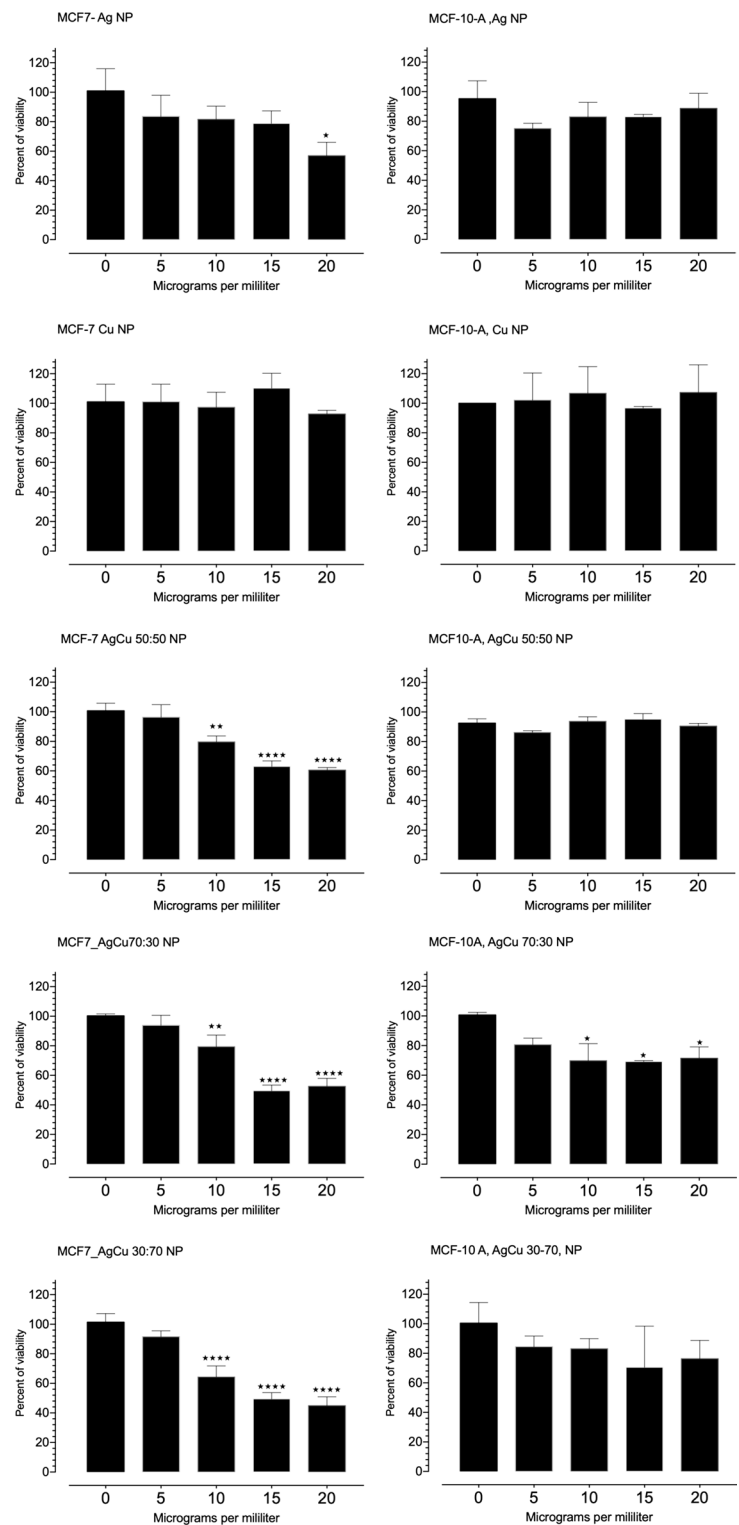 MCF7- Ag NP
Percent of viability
120
100
80
60
40
20
0
★
0 5 10 15 20
Micrograms per mililiter
MCF-10-A ,Ag NP
Percent of viability
120
100
80
60
40
20
0
0 5 10 15 20
Micrograms per mililiter
MCF-7 Cu NP
Percent of viability
120
100
80
60
40
20
0
0 5 10 15 20
Micrograms per mililiter
MCF-10-A, Cu NP
Percent of viability
120
100
80
60
40
20
0
0 5 10 15 20
Micrograms per mililiter
MCF-7 AgCu 50:50 NP
Percent of viability
120
100
80
60
40
20
0
★★
★★★★ ★★★★
0 5 10 15 20
Micrograms per mililiter
MCF10-A, AgCu 50:50 NP
Percent of viability
120
100
80
60
40
20
0
0 5 10 15 20
Micrograms per mililiter
MCF7_AgCu70:30 NP
Percent of viability
120
100
80
60
40
20
0
★★
★★★★ ★★★★
0 5 10 15 20
Micrograms per mililiter
MCF-10A, AgCu 70:30 NP
Percent of viability
120
100
80
60
40
20
0
★ ★ ★
0 5 10 15 20
Micrograms per mililiter
MCF7_AgCu 30:70 NP
Percent of viability
120
100
80
60
40
20
0
★★★★
★★★★ ★★★★
0 5 10 15 20
Micrograms per mililiter
MCF-10 A, AgCu 30-70, NP
Percent of viability
120
100
80
60
40
20
0
0 5 10 15 20
Micrograms per mililiter